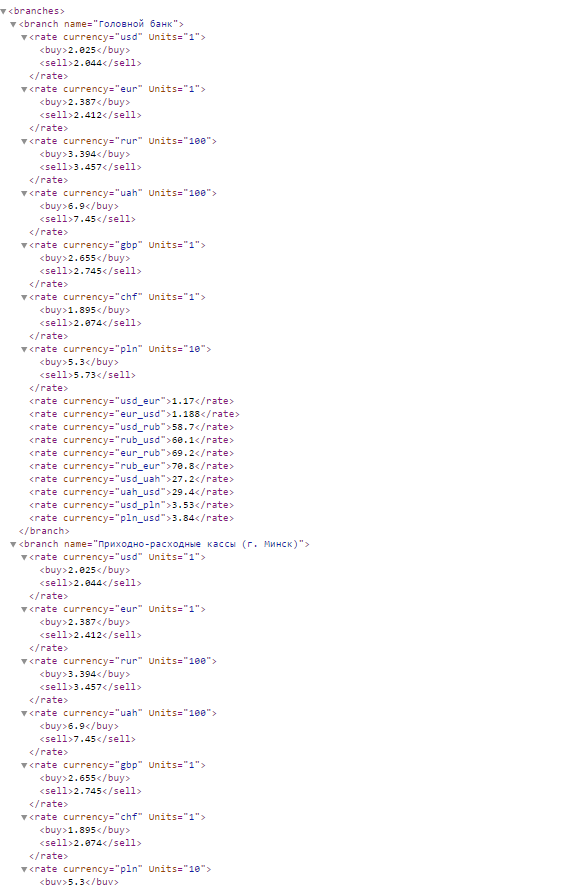 <branches>
<branch name="Головной банк">
<rate currency="usd" Units="1">
<buy>2.025</buy>
<sell>2.044</sell>
</rate>
<rate currency="eur" Units="1">
<buy>2.387</buy>
<sell>2.412</sell>
</rate>
<rate currency="rur" Units="100">
<buy>3.394</buy>
<sell>3.457</sell>
</rate>
<rate currency="uah" Units="100">
<buy>6.9</buy>
<sell>7.45</sell>
</rate>
<rate currency="gbp" Units="1">
<buy>2.655</buy>
<sell>2.745</sell>
</rate>
<rate currency="chf" Units="1">
<buy>1.895</buy>
<sell>2.074</sell>
</rate>
<rate currency="pln" Units="10">
<buy>5.3</buy>
<sell>5.73</sell>
</rate>
<rate currency="usd_eur">1.17</rate>
<rate currency="eur_usd">1.188</rate>
<rate currency="usd_rub">58.7</rate>
<rate currency="rub_usd">60.1</rate>
<rate currency="eur_rub">69.2</rate>
<rate currency="rub_eur">70.8</rate>
<rate currency="usd_uah">27.2</rate>
<rate currency="uah_usd">29.4</rate>
<rate currency="usd_pln">3.53</rate>
<rate currency="pln_usd">3.84</rate>
</branch>
<branch name="Приходно-расходные кассы (г. Минск)">
<rate currency="usd" Units="1">
<buy>2.025</buy>
<sell>2.044</sell>
</rate>
<rate currency="eur" Units="1">
<buy>2.387</buy>
<sell>2.412</sell>
</rate>
<rate currency="rur" Units="100">
<buy>3.394</buy>
<sell>3.457</sell>
</rate>
<rate currency="uah" Units="100">
<buy>6.9</buy>
<sell>7.45</sell>
</rate>
<rate currency="gbp" Units="1">
<buy>2.655</buy>
<sell>2.745</sell>
</rate>
<rate currency="chf" Units="1">
<buy>1.895</buy>
<sell>2.074</sell>
</rate>
<rate currency="pln" Units="10">
<buy>5.3</buy>